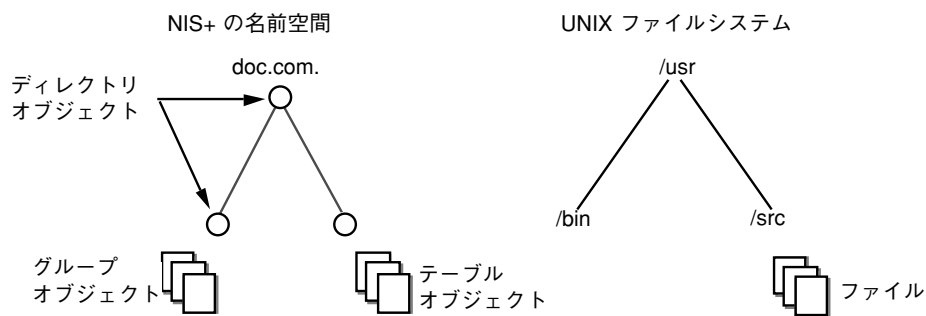 NIS+ の名前空間
UNIX ファイルシステム
doc.com.
/usr
ディレクトリ
オブジェクト
/bin
/src
グループ
オブジェクト
テーブル
オブジェクト
ファイル